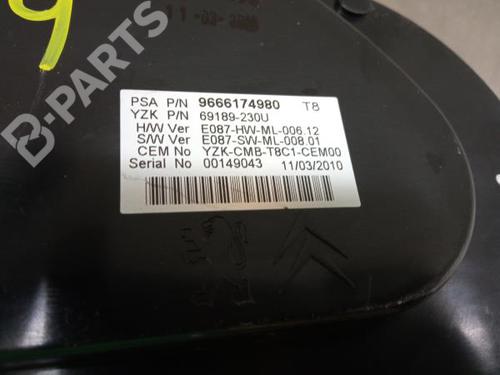 9
PSA P/N 9666174980 T8
YZK P/N 69189-230U
H/W Ver E087-HW-ML-006.12
S/W Ver E087-SW-ML-008.01
CEM No YZK-CMB-T8C1-CEM00
Serial No 00149043 11/03/2010
B-PARTS